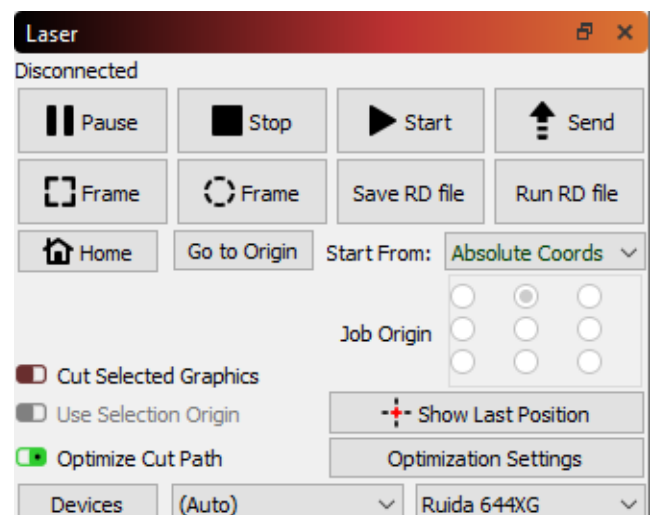 Laser
Disconnected
Pause Stop Start Send
Frame Frame Save RD file Run RD file
Home Go to Origin Start From: Absolute Coords
Job Origin
Cut Selected Graphics
Use Selection Origin Show Last Position
Optimize Cut Path Optimization Settings
Devices (Auto) Ruida 644XG